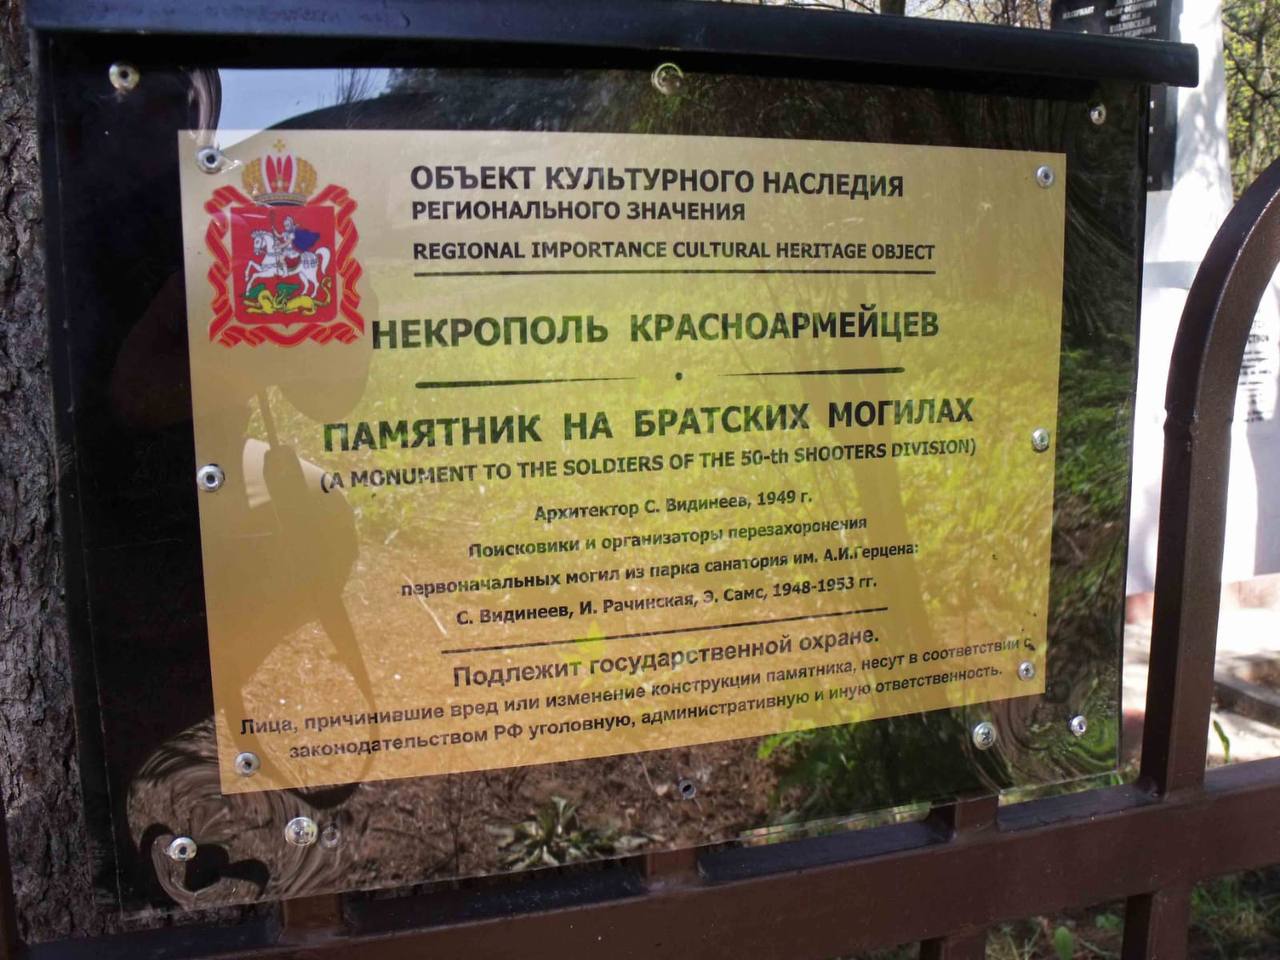 ОБЪЕКТ КУЛЬТУРНОГО НАСЛЕДИЯ
РЕГИОНАЛЬНОГО ЗНАЧЕНИЯ
REGIONAL IMPORTANCE CULTURAL HERITAGE OBJECT
НЕКРОПОЛЬ КРАСНОАРМЕЙЦЕВ
ПАМЯТНИК НА БРАТСКИХ МОГИЛАХ
(A MONUMENT TO THE SOLDIERS OF THE 50-th SHOOTERS DIVISION)
Архитектор С. Видинеев, 1949 г.
Поисковики и организаторы перезахоронения
первоначальных могил из парка санатория им. А.И.Герцена:
С. Видинеев, И. Рачинская, Э. Самс, 1948-1953 гг.
Подлежит государственной охране.
Лица, причинившие вред или изменение конструкции памятника, несут в соответствии с
законодательством РФ уголовную, административную и иную ответственность.